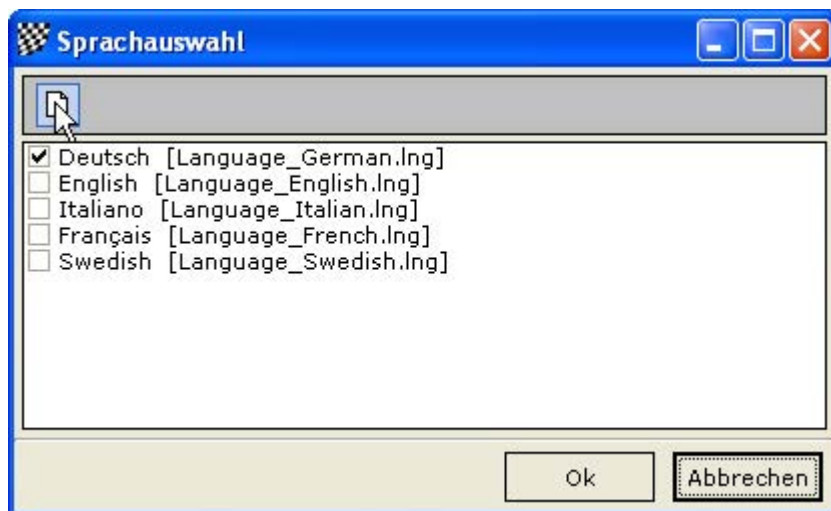 Sprachauswahl
Deutsch [Language_German.lng]
English [Language_English.lng]
Italiano [Language_Italian.lng]
Français [Language_French.lng]
Swedish [Language_Swedish.lng]
Ok
Abbrechen